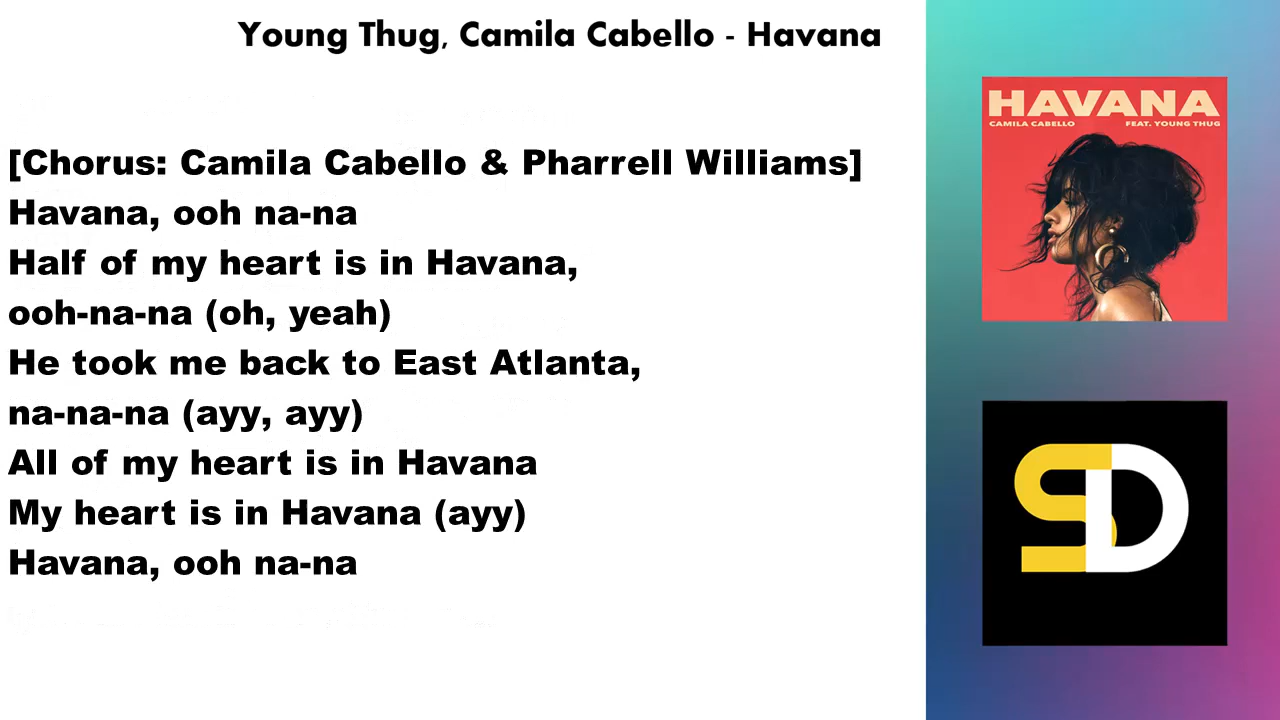 Young Thug, Camila Cabello - Havana
[Chorus: Camila Cabello & Pharrell Williams]
Havana, ooh na-na
Half of my heart is in Havana,
ooh-na-na (oh, yeah)
He took me back to East Atlanta,
na-na-na (ayy, ayy)
All of my heart is in Havana
My heart is in Havana (ayy)
Havana, ooh na-na
HAVANA
CAMILA CABELLO FEAT. YOUNG THUG
SD